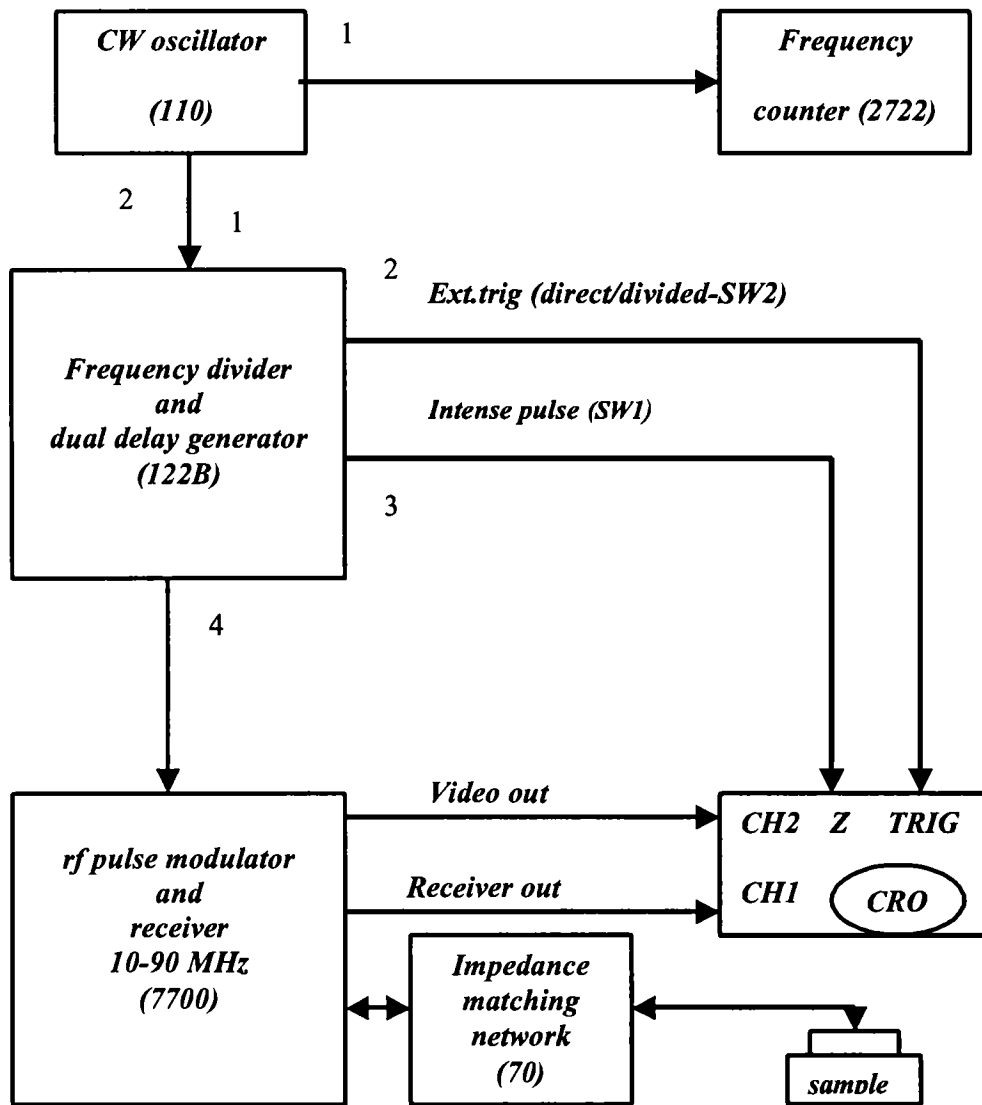 CW oscillator
(110)
1
Frequency
counter (2722)
2
1
Frequency divider
and
dual delay generator
(122B)
2
Ext.trig (direct/divided-SW2)
Intense pulse (SW1)
3
4
rf pulse modulator
and
receiver
10-90 MHz
(7700)
Video out
Receiver out
CH2 Z TRIG
CH1
CRO
Impedance
matching
network
(70)
sample